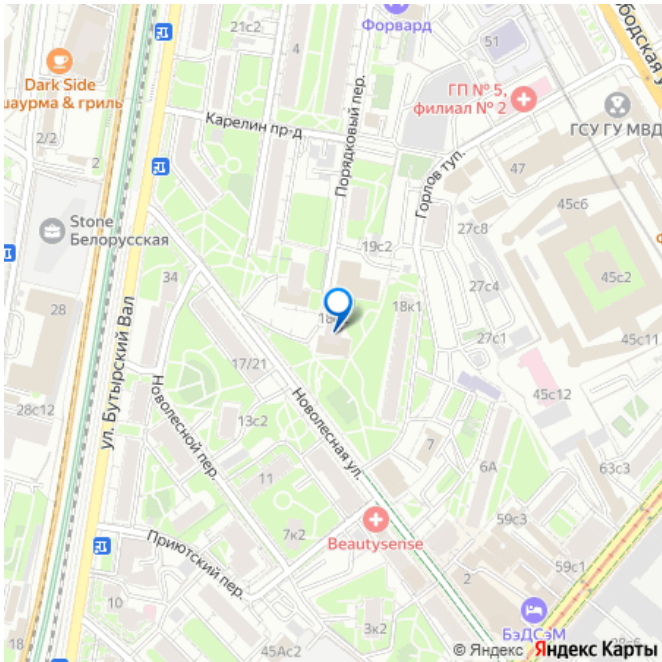 21с2
Форвард
51
4
Dark Side
шаурма & гриль
ГП № 5,
филиал № 2
ГСУ ГУ МВД
Карелин пр-д
Порядковый пер.
Горлов туп.
2/2
2
47
45с6
Stone
Белорусская
27с8
19с2
45с2
34
27с4
28
18к1
27с1
45с11
ул. Бутырский Вал
17/21
45с12
28с12
Новолесной пер.
13с2
Новолесная ул.
7
6А
63с3
11
7к2
Beautysense
59с3
Приютский пер.
59с1
2
10
БэДСэМ
3к2
45Ас2
© Яндекс Яндекс Карты